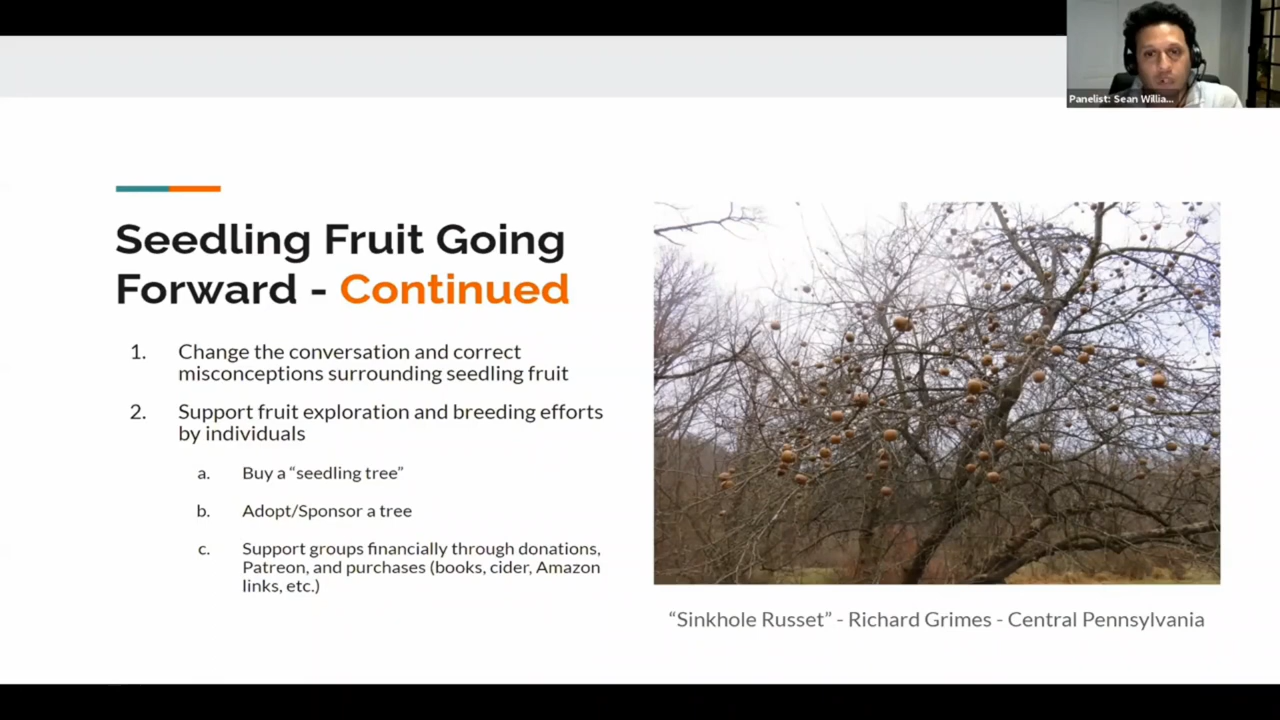 Panelist: Sean Willia...
Seedling Fruit Going
Forward - Continued
1. Change the conversation and correct
misconceptions surrounding seedling fruit
2. Support fruit exploration and breeding efforts
by individuals
a. Buy a “seedling tree”
b. Adopt/Sponsor a tree
c. Support groups financially through donations,
Patreon, and purchases (books, cider, Amazon
links, etc.)
“Sinkhole Russet” - Richard Grimes - Central Pennsylvania